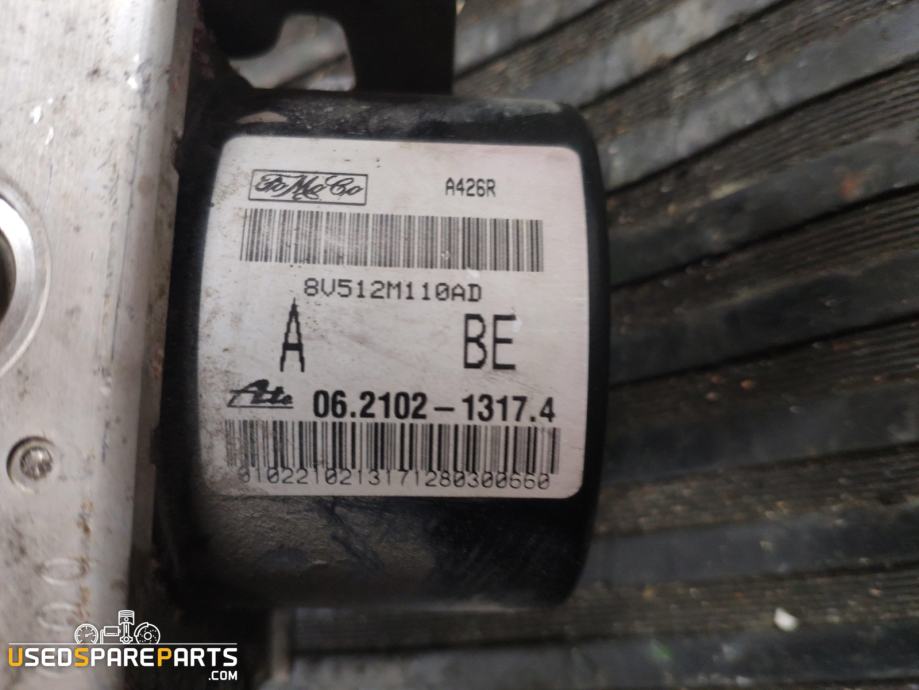 FoMoCo A426R
8V512M110AD
A BE
Ate 06.2102-1317.4
0102210213171280300660
USEDSPAREPARTS
.COM